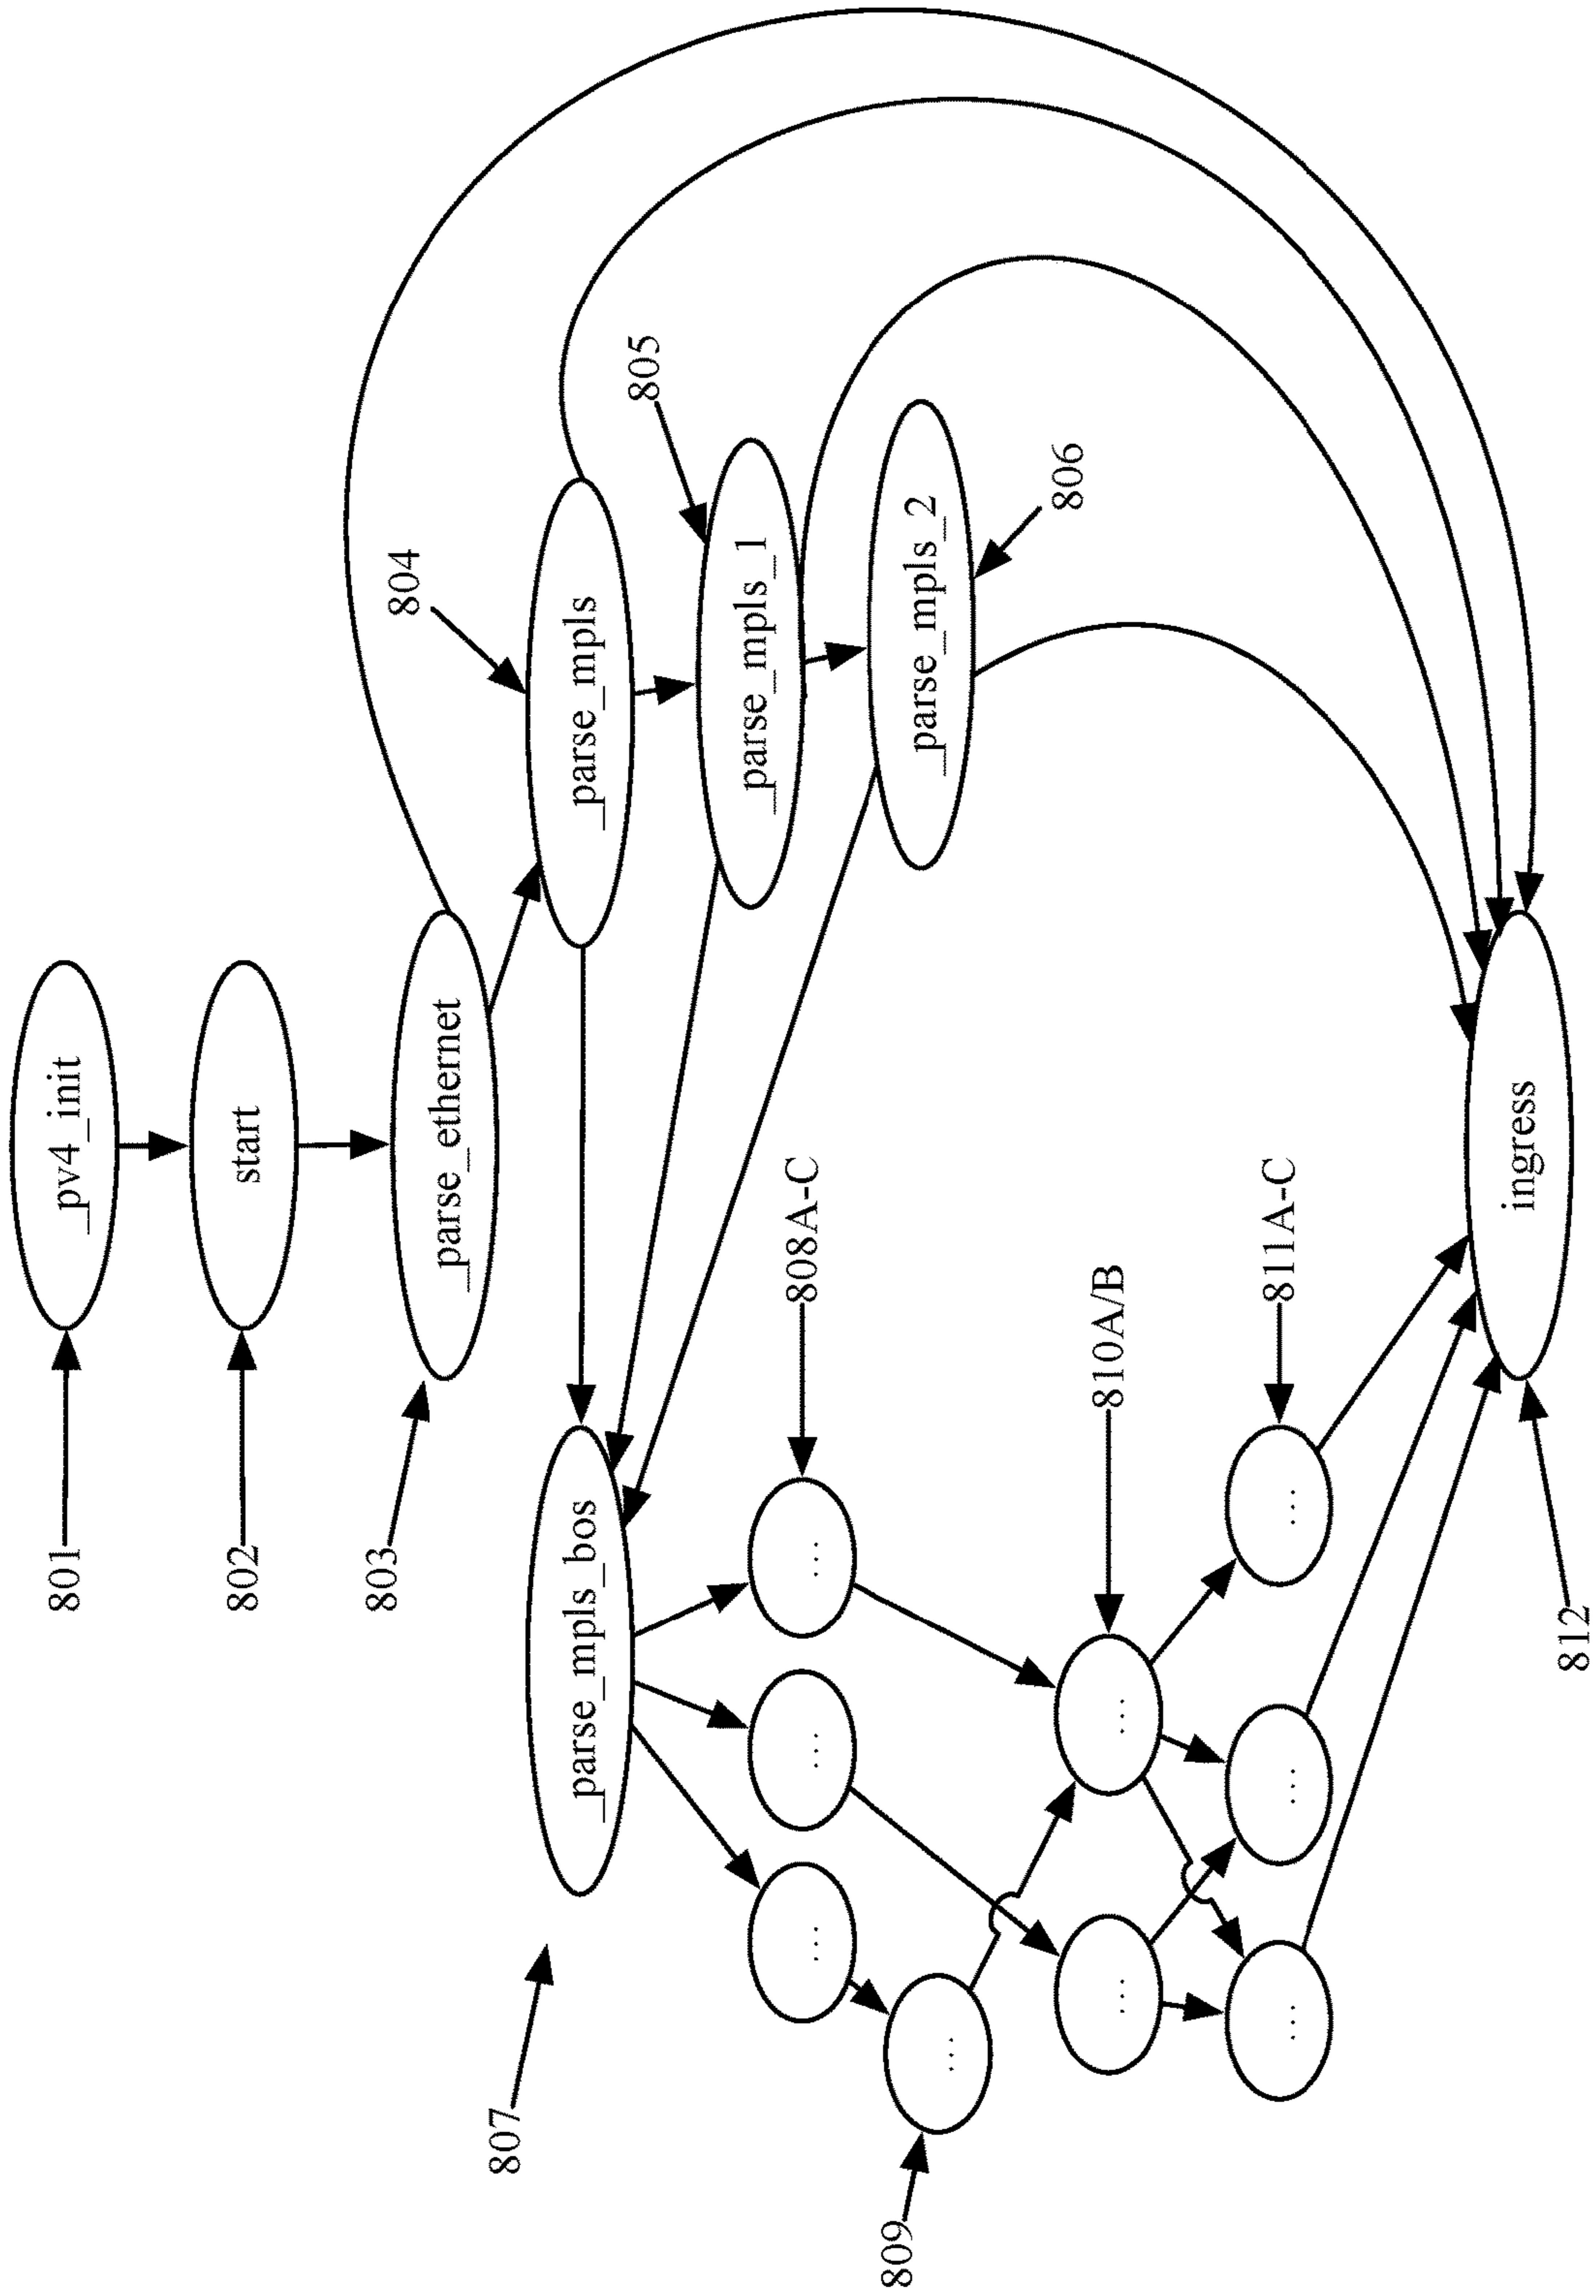 801
_pv4_init
802
start
803
_parse_ethernet
804
_parse_mpls
805
_parse_mpls_1
_parse_mpls_2
806
807
_parse_mpls_bos
...
...
...
808A-C
809
...
...
...
810A/B
...
...
...
811A-C
812
ingress